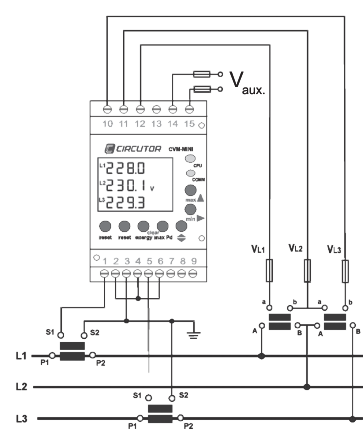 V aux.
10 11 12 13 14 15
CIRCUTOR CVM-MINI
CPU
COMM
L1 228.0
L2 230.1 V
L3 229.3
max
min
clear
reset reset energy max Pd
1 2 3 4 5 6 7 8 9
VL1 VL2 VL3
a b a b
A B A B
S1 S2
L1 P1 P2
L2
S1 S2
L3 P1 P2